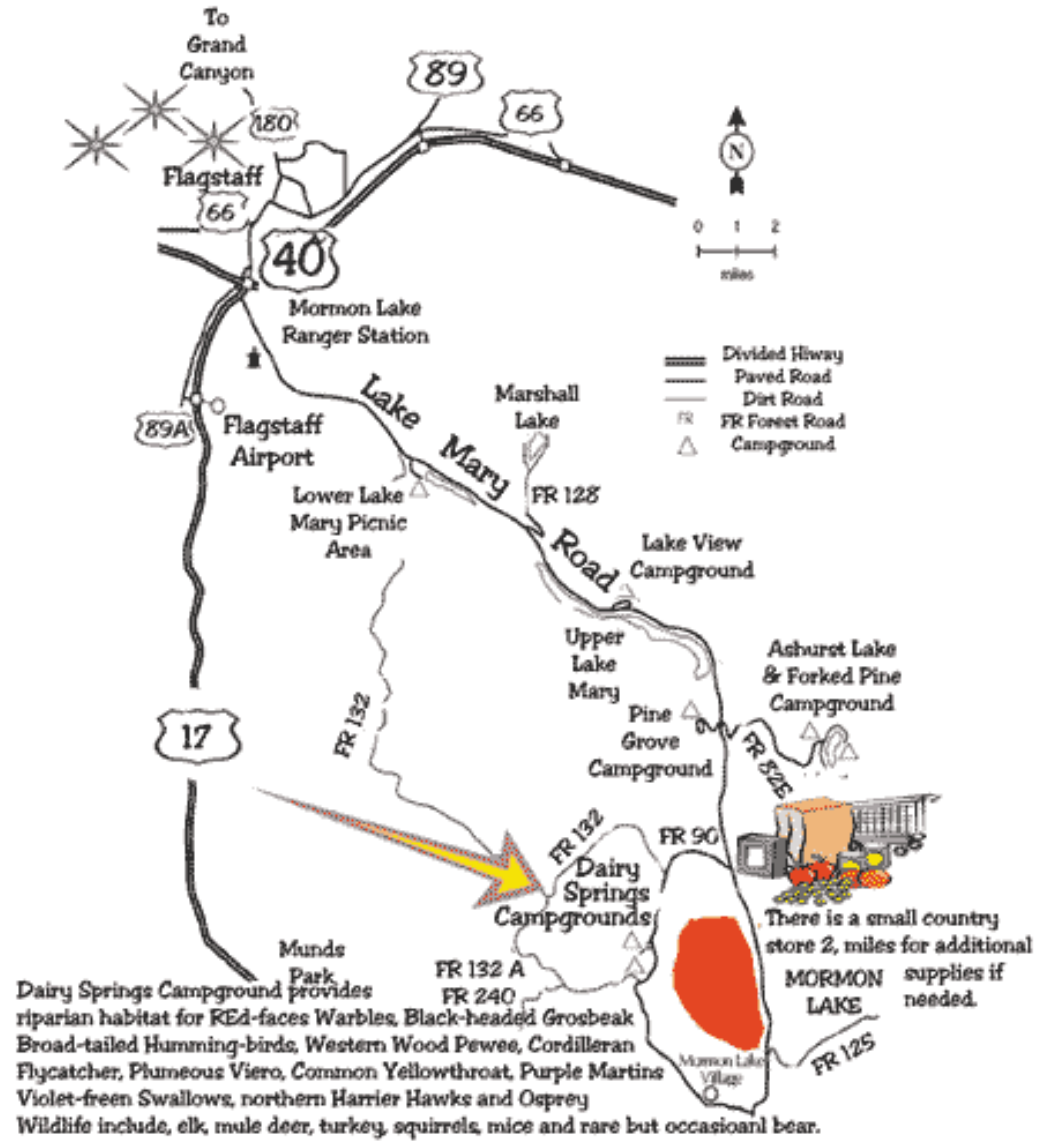 To
Grand
Canyon
89
66
180
N
Flagstaff
66
0 1 2
miles
40
Mormon Lake
Ranger Station
Divided Hiway
Paved Road
Dirt Road
FR FR Forest Road
Campground
Lake Mary Road
Marshall
Lake
89A
Flagstaff
Airport
FR 128
Lower Lake
Mary Picnic
Area
Lake View
Campground
Upper
Lake
Mary
Ashurst Lake
& Forked Pine
Campground
FR 132
Pine
Grove
Campground
FR 82E
17
FR 132
FR 90
Dairy
Springs
Campgrounds
There is a small country
store 2, miles for additional
supplies if
needed.
MORMON
LAKE
Munds
Park
FR 132 A
FR 240
FR 125
Mormon Lake
Village
Dairy Springs Campground provides
riparian habitat for REd-faces Warbles, Black-headed Grosbeak
Broad-tailed Humming-birds, Western Wood Pewee, Cordilleran
Flycatcher, Plumeous Viero, Common Yellowthroat, Purple Martins
Violet-freen Swallows, northern Harrier Hawks and Osprey
Wildlife include, elk, mule deer, turkey, squirrels, mice and rare but occasioanl bear.